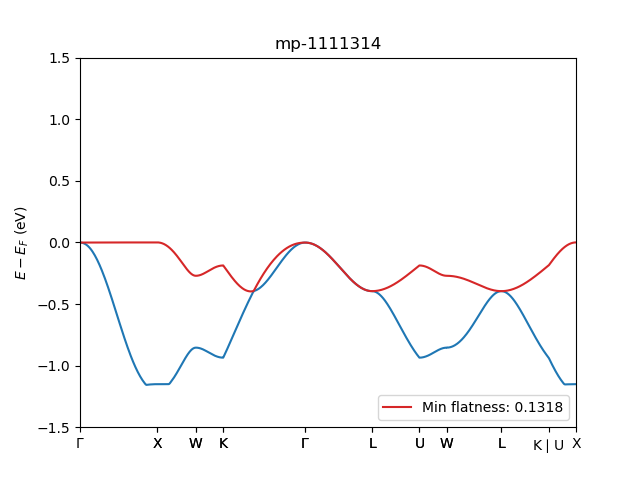 mp-1111314
E − E_F (eV)
1.5
1.0
0.5
0.0
−0.5
−1.0
−1.5
Min flatness: 0.1318
Γ X W K Γ L U W L K | U X